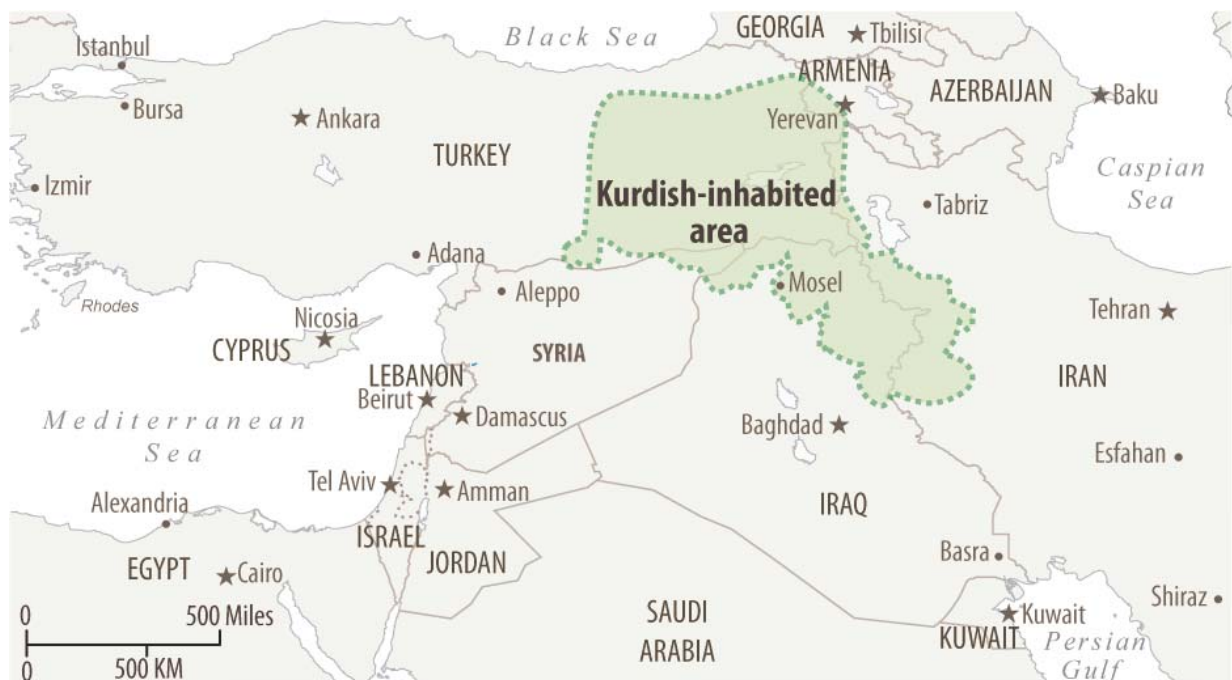 Black Sea
GEORGIA
Tbilisi
Istanbul
ARMENIA
AZERBAIJAN
Baku
Bursa
Ankara
Yerevan
TURKEY
Caspian
Sea
Izmir
Kurdish-inhabited
area
Tabriz
Adana
Aleppo
Mosel
Rhodes
Nicosia
Tehran
CYPRUS
SYRIA
LEBANON
IRAN
Beirut
Damascus
Mediterranean
Sea
Baghdad
Esfahan
Tel Aviv
Amman
Alexandria
IRAQ
ISRAEL
JORDAN
Basra
EGYPT
Cairo
Shiraz
0
500 Miles
0
500 KM
SAUDI
ARABIA
Kuwait
KUWAIT
Persian
Gulf